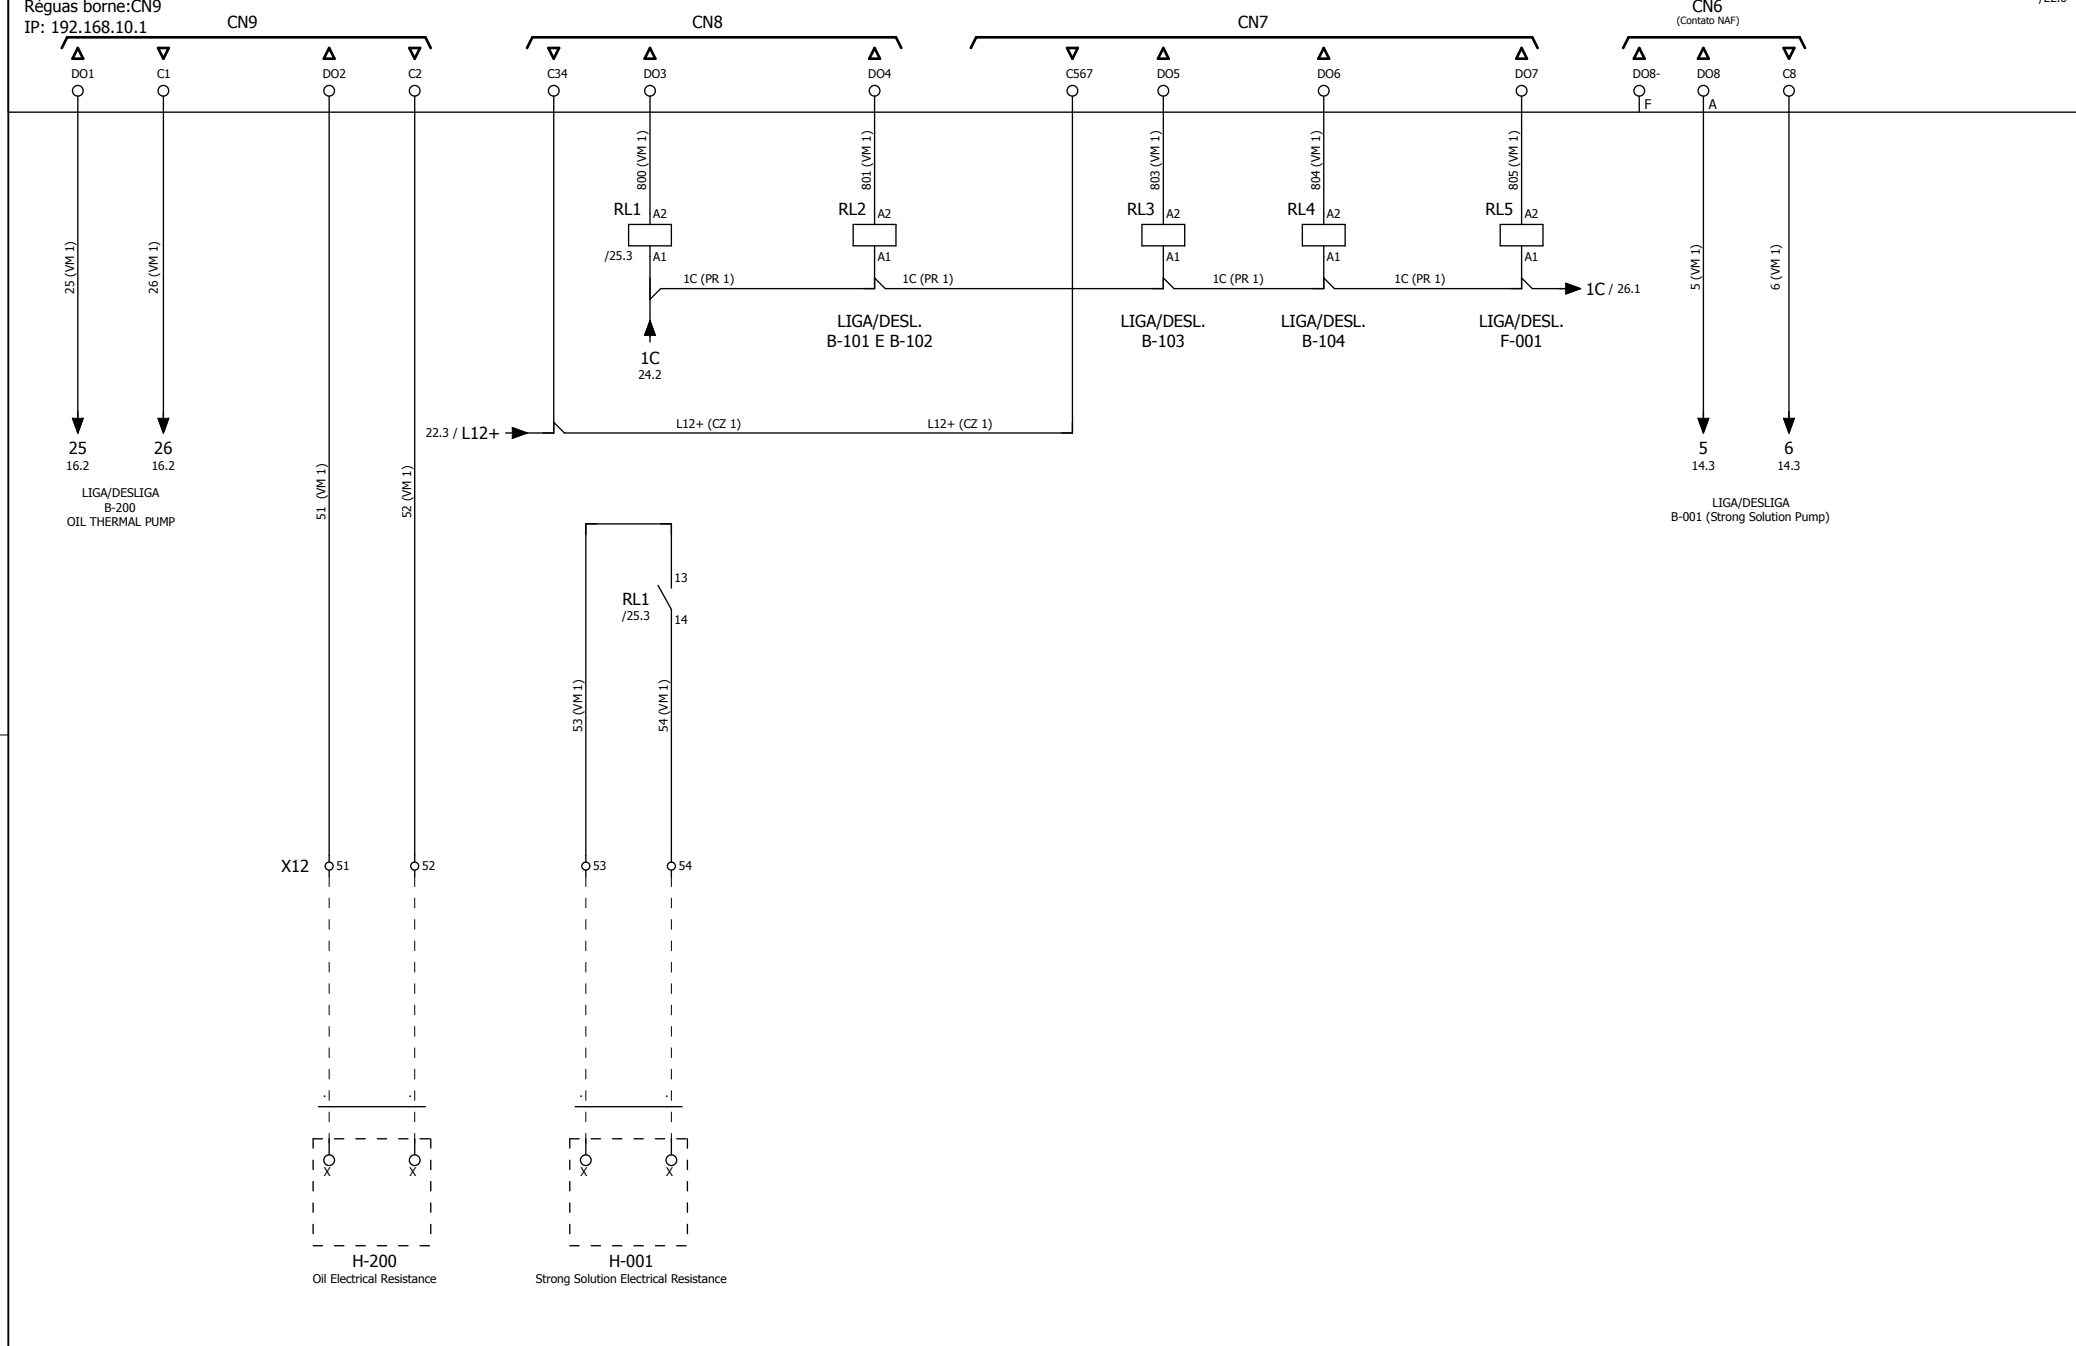 Réguas borne:CN9
IP: 192.168.10.1
CN9
CN8
CN7
CN6
(Contato NAF)
DO1
C1
DO2
C2
C34
DO3
DO4
C567
DO5
DO6
DO7
DO8-
DO8
C8
F
A
25 (VM 1)
26 (VM 1)
51 (VM 1)
52 (VM 1)
800 (VM 1)
801 (VM 1)
803 (VM 1)
804 (VM 1)
805 (VM 1)
5 (VM 1)
6 (VM 1)
RL1
A2
/25.3
A1
RL2
A2
A1
RL3
A2
A1
RL4
A2
A1
RL5
A2
A1
1C (PR 1)
1C (PR 1)
1C (PR 1)
1C (PR 1)
1C / 26.1
1C
24.2
LIGA/DESL.
B-101 E B-102
LIGA/DESL.
B-103
LIGA/DESL.
B-104
LIGA/DESL.
F-001
22.3 / L12+
L12+ (CZ 1)
L12+ (CZ 1)
25
16.2
26
16.2
LIGA/DESLIGA
B-200
OIL THERMAL PUMP
5
14.3
6
14.3
LIGA/DESLIGA
B-001 (Strong Solution Pump)
RL1
/25.3
13
14
53 (VM 1)
54 (VM 1)
X12
51
52
53
54
X
X
X
X
H-200
Oil Electrical Resistance
H-001
Strong Solution Electrical Resistance